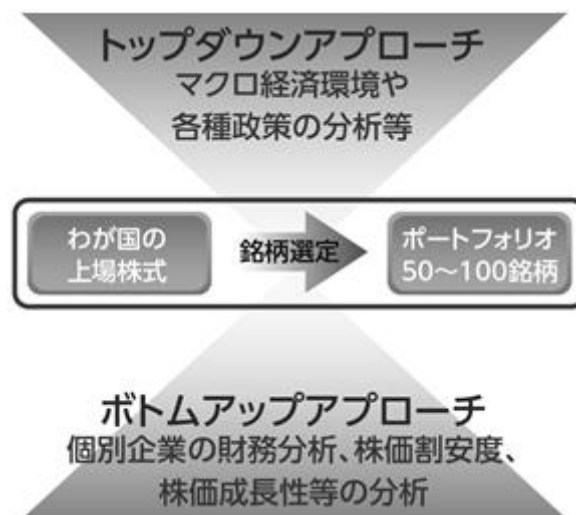 トップダウンアプローチ
マクロ経済環境や
各種政策の分析等
わが国の
上場株式
銘柄選定
ポートフォリオ
50～100銘柄
ボトムアップアプローチ
個別企業の財務分析、株価割安度、
株価成長性等の分析